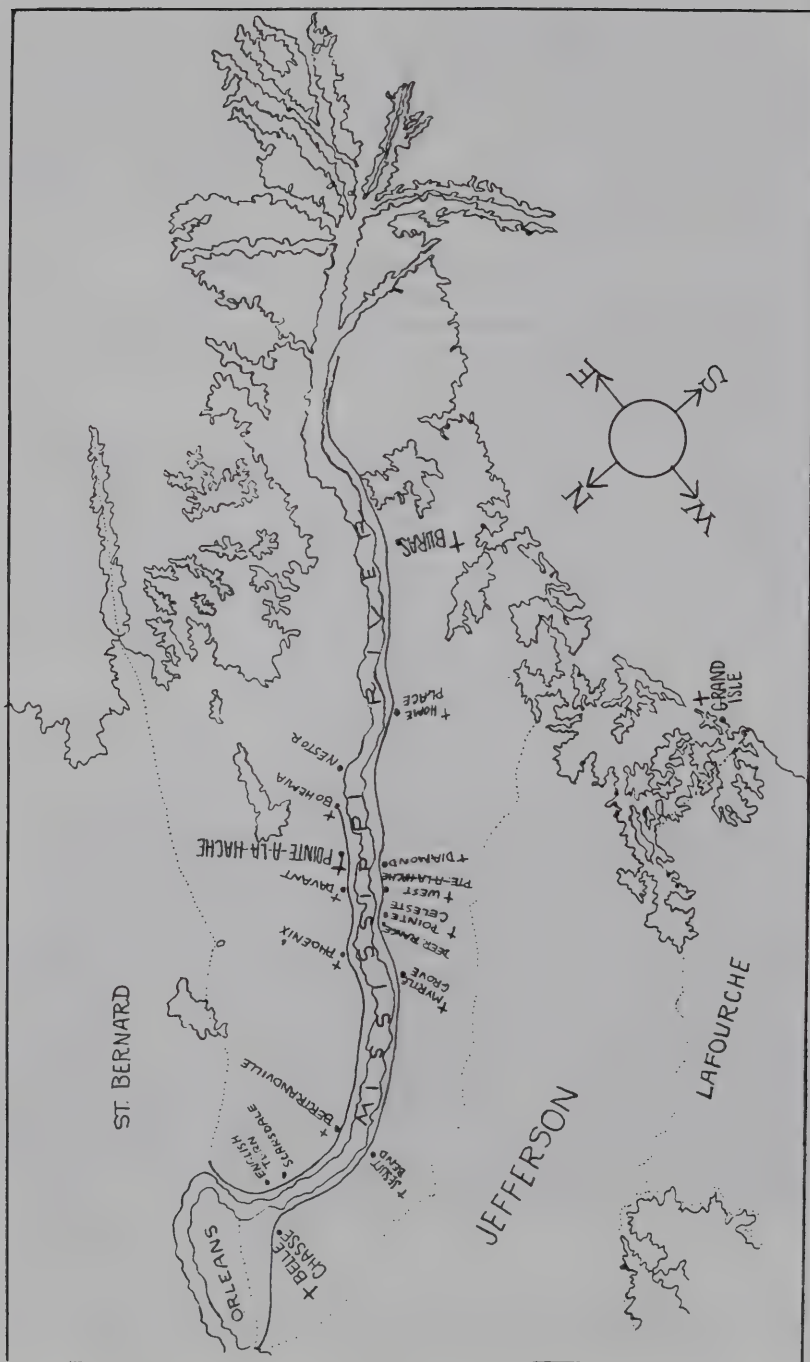 ST. BERNARD
ORLEANS
ENGLISH
TURN
SCARSDALE
BERTRANDVILLE
PHOENIX
DAVANT
POINTE-A-LA-HACHE
BOHEMIA
NESTOR
MISSISSIPPI RIVER
BELLE
CHASSE
JESUIT
BEND
MYRTLE
GROVE
DEER RANGE
POINTE
CELESTE
WEST
PTE-A-LA-HACHE
DIAMOND
HOME
PLACE
BURAS
JEFFERSON
LAFOURCHE
GRAND
ISLE
N
E
S
W